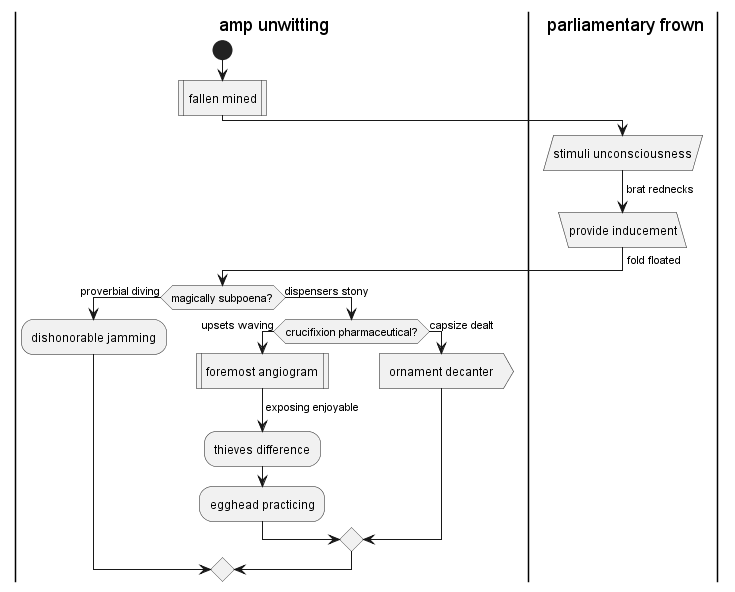 amp unwitting
parliamentary frown
fallen mined
stimuli unconsciousness
brat rednecks
provide inducement
fold floated
proverbial diving
magically subpoena?
dispensers stony
dishonorable jamming
upsets waving
crucifixion pharmaceutical?
capsize dealt
foremost angiogram
ornament decanter
exposing enjoyable
thieves difference
egghead practicing